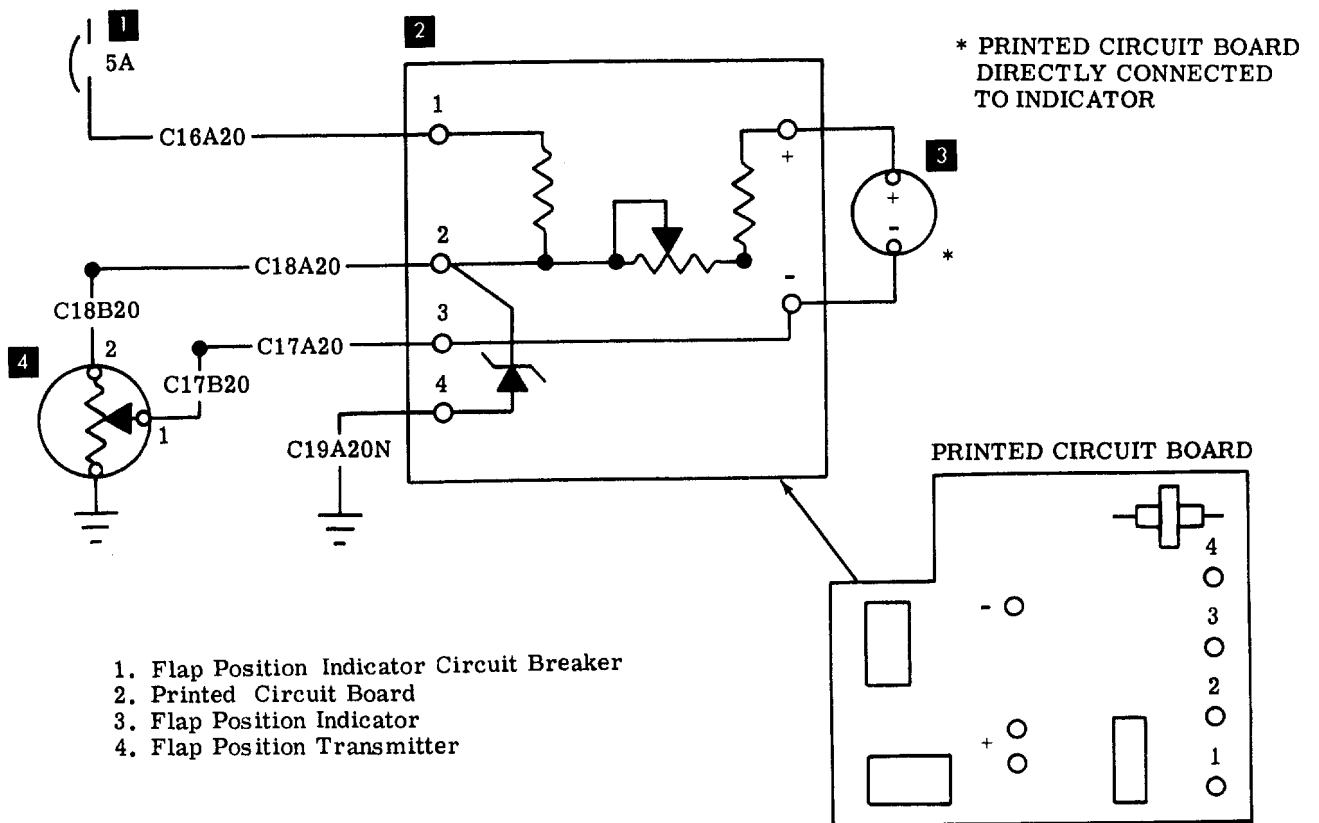 1
5A
2
* PRINTED CIRCUIT BOARD
DIRECTLY CONNECTED
TO INDICATOR
1
C16A20
+
3
+
-
*
2
C18A20
-
C18B20
3
C17A20
4
2
C17B20
1
4
C19A20N
PRINTED CIRCUIT BOARD
4
-
3
2
+
1
1. Flap Position Indicator Circuit Breaker
2. Printed Circuit Board
3. Flap Position Indicator
4. Flap Position Transmitter